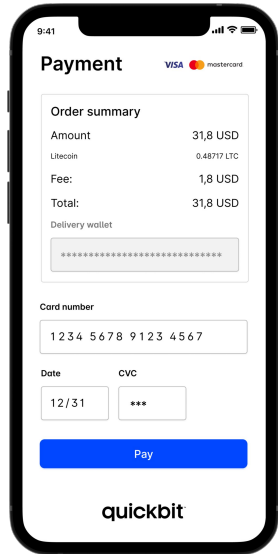 9:41
Payment VISA mastercard
Order summary
Amount 31,8 USD
Litecoin 0.48717 LTC
Fee: 1,8 USD
Total: 31,8 USD
Delivery wallet
*****************************
Card number
1234 5678 9123 4567
Date CVC
12/31 ***
Pay
quickbit